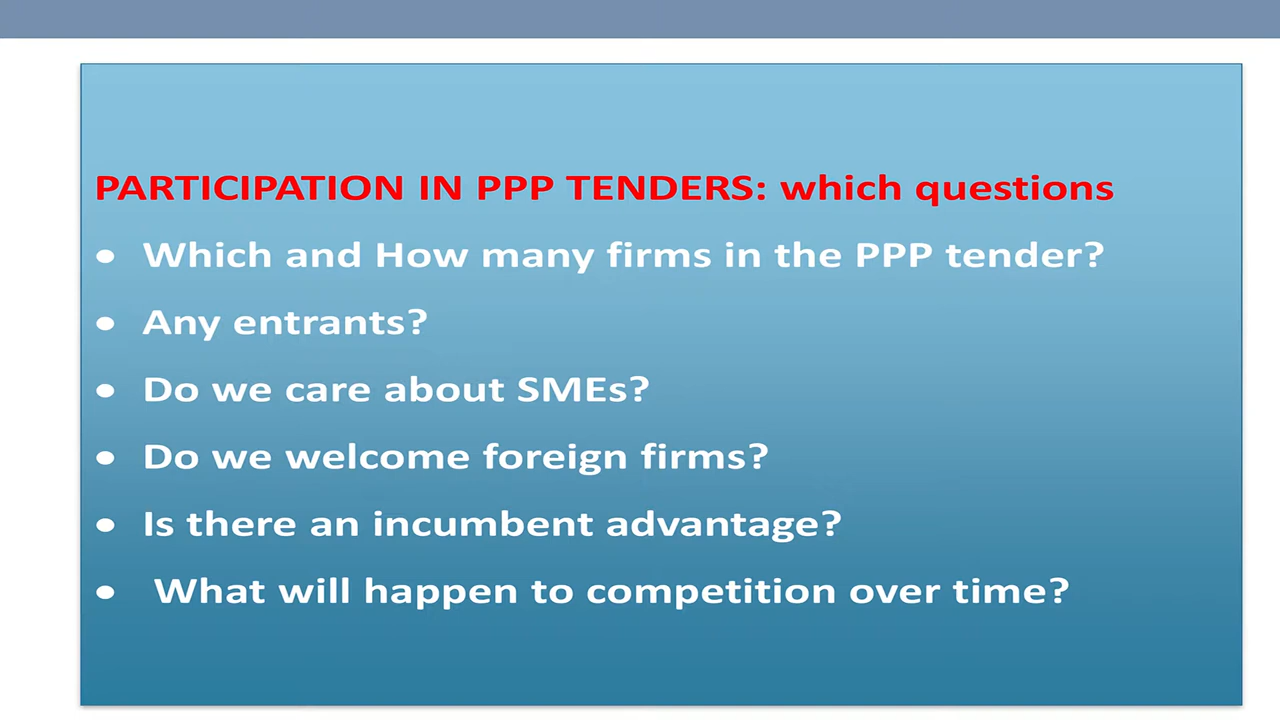 PARTICIPATION IN PPP TENDERS: which questions
• Which and How many firms in the PPP tender?
• Any entrants?
• Do we care about SMEs?
• Do we welcome foreign firms?
• Is there an incumbent advantage?
• What will happen to competition over time?